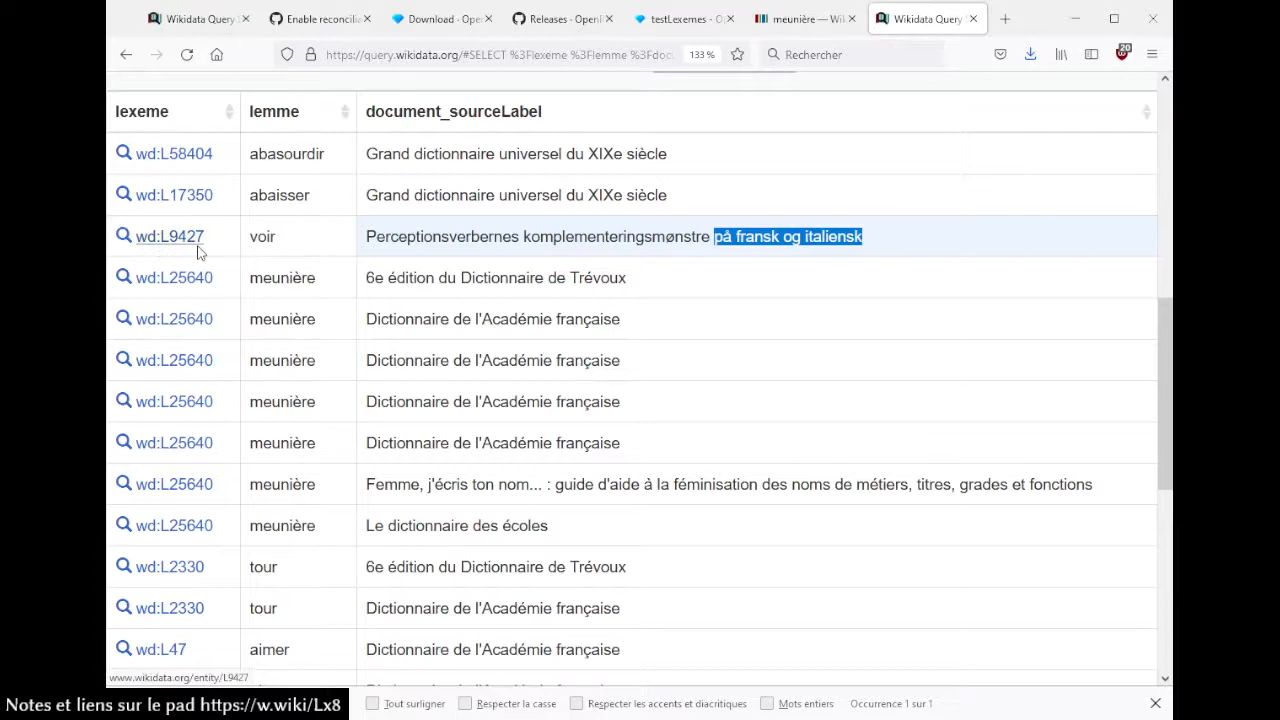 Wikidata Query
Enable reconcilia
Download · Ope
Releases · OpenF
testLexemes - O
meunière — Wik
Wikidata Query
https://query.wikidata.org/#SELECT %3Flexeme %3Flemme %3Fdoc
133 %
Rechercher
20
lexeme lemme document_sourceLabel
wd:L58404 abasourdir Grand dictionnaire universel du XIXe siècle
wd:L17350 abaisser Grand dictionnaire universel du XIXe siècle
wd:L9427 voir Perceptionsverbernes komplementeringsmønstre på fransk og italiensk
wd:L25640 meunière 6e édition du Dictionnaire de Trévoux
wd:L25640 meunière Dictionnaire de l'Académie française
wd:L25640 meunière Dictionnaire de l'Académie française
wd:L25640 meunière Dictionnaire de l'Académie française
wd:L25640 meunière Dictionnaire de l'Académie française
wd:L25640 meunière Femme, j'écris ton nom... : guide d'aide à la féminisation des noms de métiers, titres, grades et fonctions
wd:L25640 meunière Le dictionnaire des écoles
wd:L2330 tour 6e édition du Dictionnaire de Trévoux
wd:L2330 tour Dictionnaire de l'Académie française
wd:L47 aimer Dictionnaire de l'Académie française
www.wikidata.org/entity/L9427
Notes et liens sur le pad https://w.wiki/Lx8
Tout surligner Respecter la casse Respecter les accents et diacritiques Mots entiers Occurrence 1 sur 1